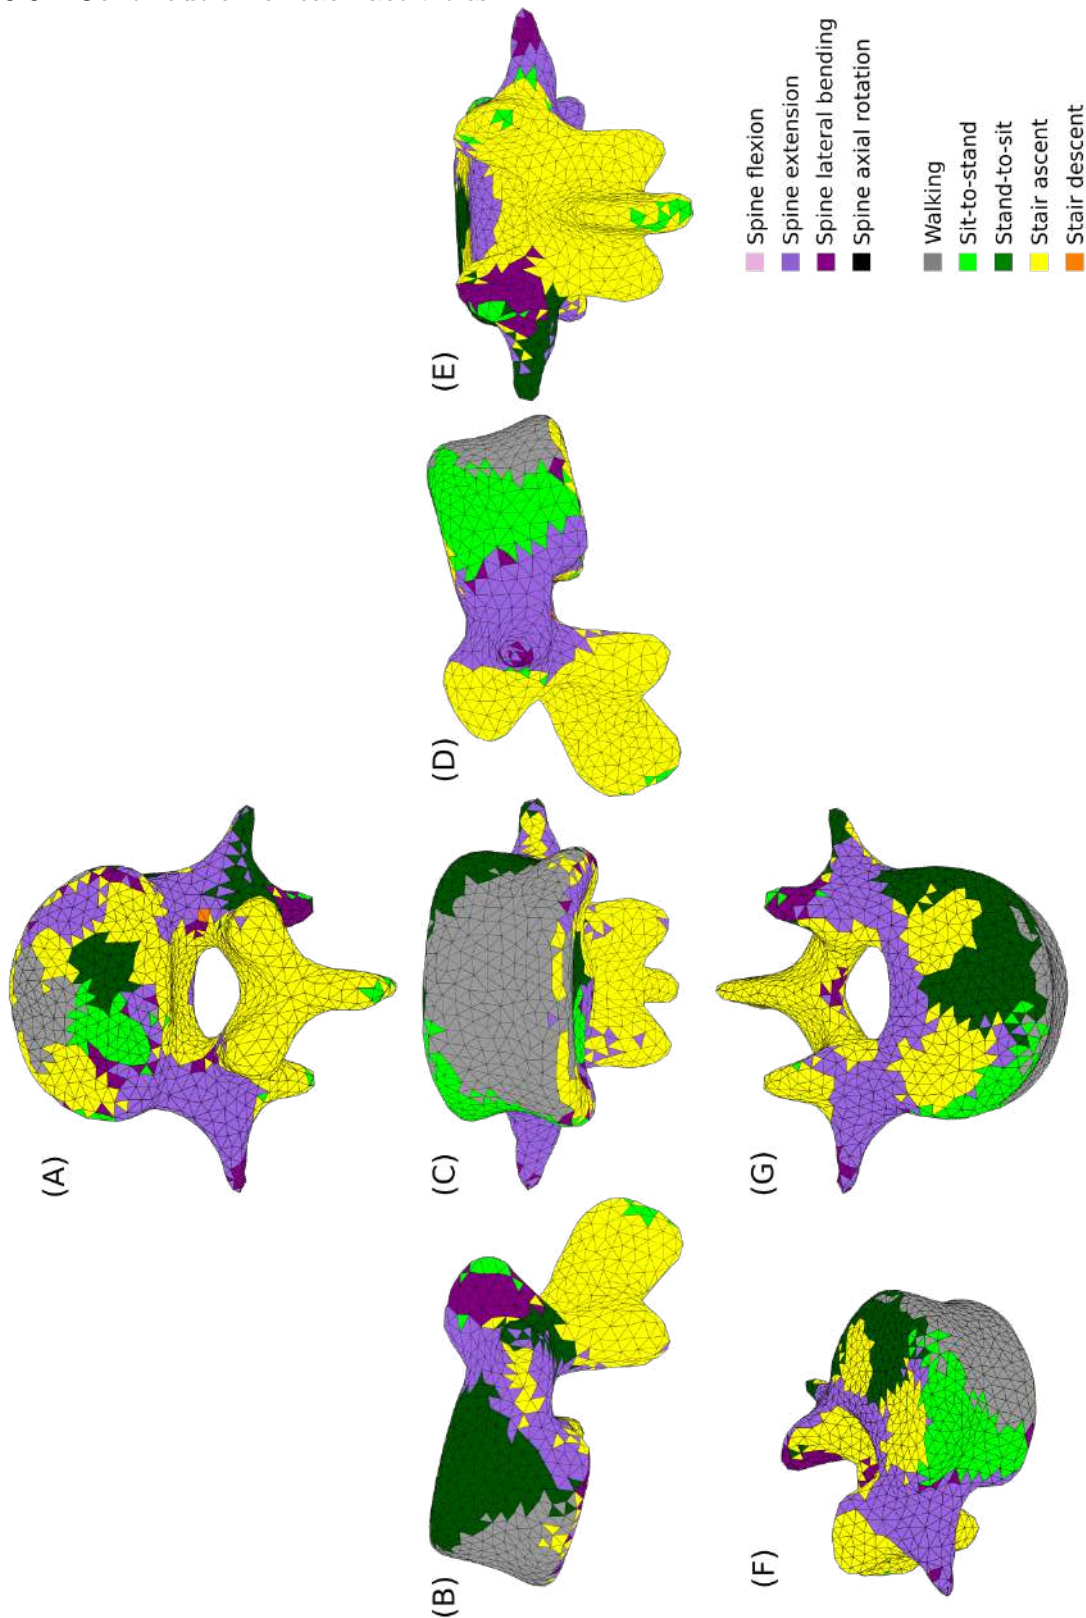 (A)
(B)
(C)
(D)
(E)
(F)
(G)
Spine flexion
Spine extension
Spine lateral bending
Spine axial rotation
Walking
Sit-to-stand
Stand-to-sit
Stair ascent
Stair descent